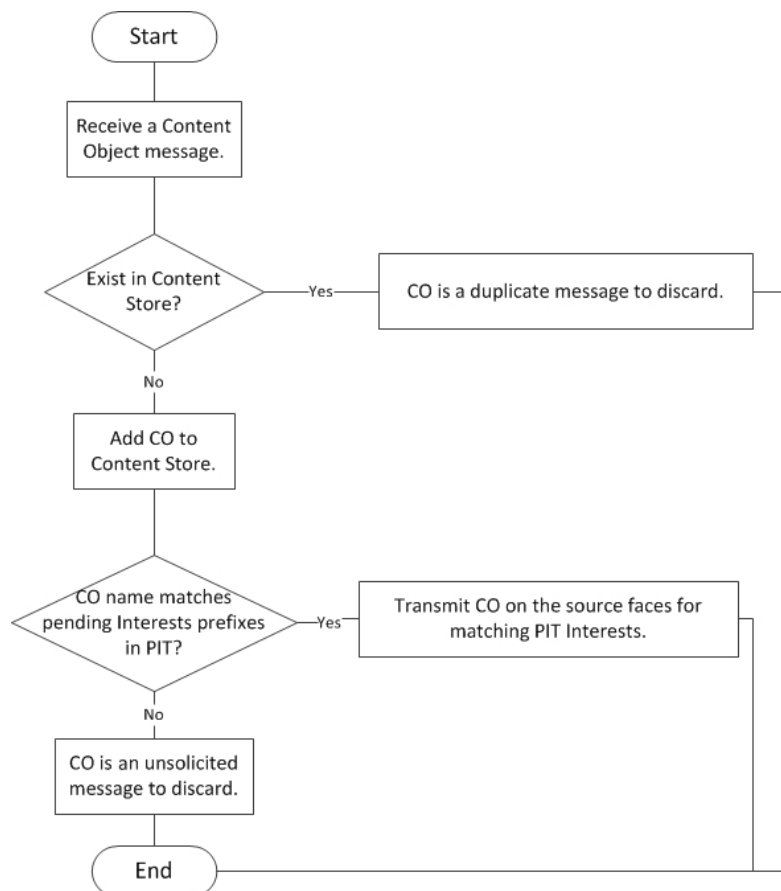 Start
Receive a Content
Object message.
Exist in Content
Store?
Yes
CO is a duplicate message to discard.
No
Add CO to
Content Store.
CO name matches
pending Interests prefixes
in PIT?
Yes
Transmit CO on the source faces for
matching PIT Interests.
No
CO is an unsolicited
message to discard.
End